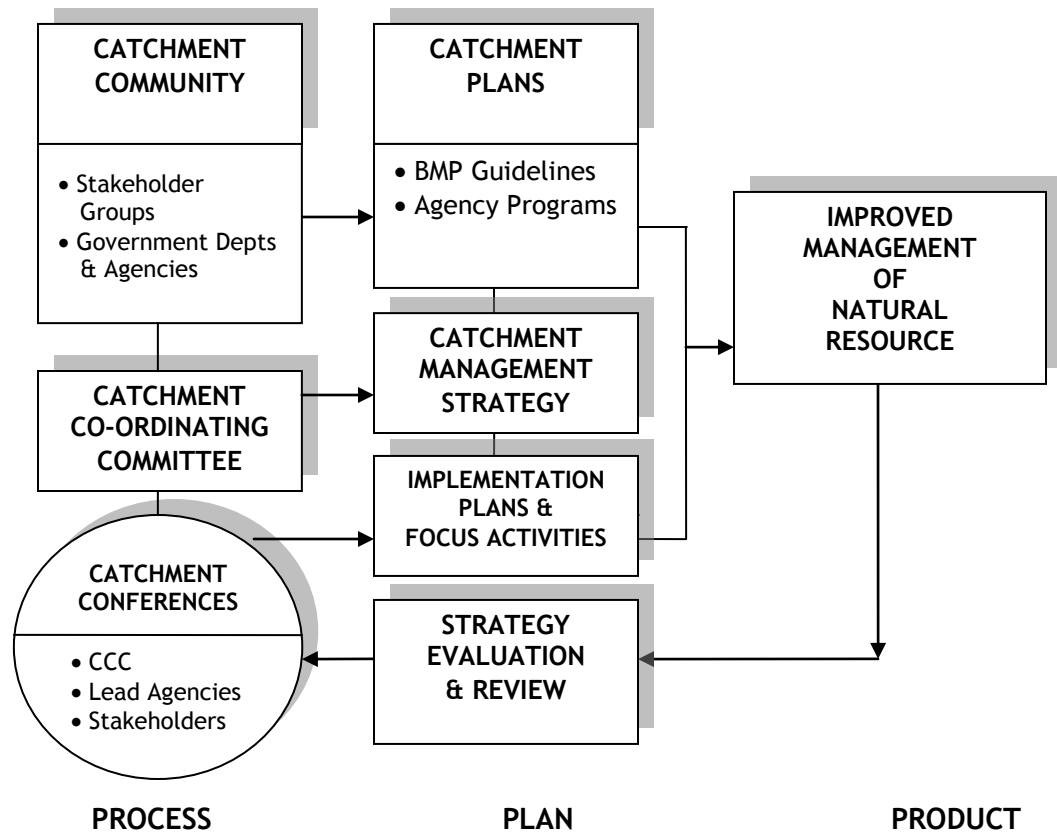 CATCHMENT
COMMUNITY
• Stakeholder
Groups
• Government Depts
& Agencies
CATCHMENT
CO-ORDINATING
COMMITTEE
CATCHMENT
CONFERENCES
• CCC
• Lead Agencies
• Stakeholders
PROCESS
CATCHMENT
PLANS
• BMP Guidelines
• Agency Programs
CATCHMENT
MANAGEMENT
STRATEGY
IMPLEMENTATION
PLANS &
FOCUS ACTIVITIES
STRATEGY
EVALUATION
& REVIEW
PLAN
IMPROVED
MANAGEMENT
OF
NATURAL
RESOURCE
PRODUCT